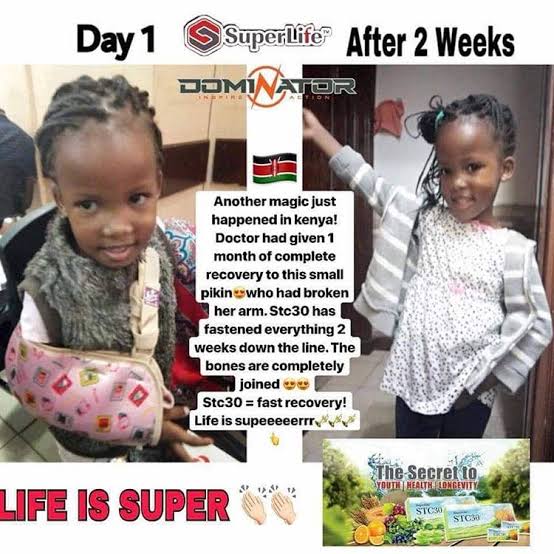 Day 1
SuperLife™
After 2 Weeks
DOMINATOR
INSPIRE ACTION
Another magic just
happened in kenya!
Doctor had given 1
month of complete
recovery to this small
pikin😍who had broken
her arm. Stc30 has
fastened everything 2
weeks down the line. The
bones are completely
joined 😍😍
Stc30 = fast recovery!
Life is supeeeeerrr
LIFE IS SUPER 👏🏻👏🏻
The Secret to
YOUTH | HEALTH | LONGEVITY
STC30
STC30